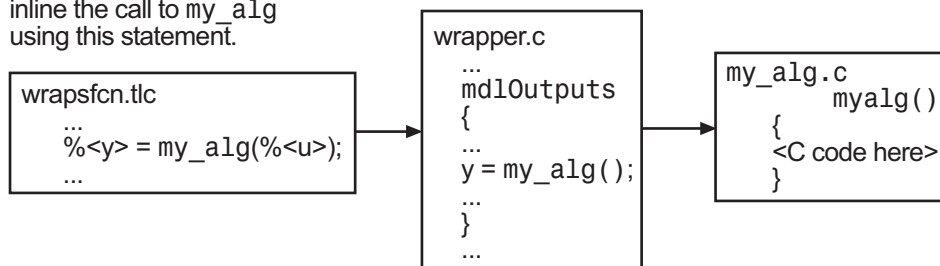 inline the call to my_alg
using this statement.
wrapsfcn.tlc
...
%<y> = my_alg(%<u>);
...
wrapper.c
...
mdlOutputs
{
...
y = my_alg();
...
}
...
my_alg.c
myalg()
{
<C code here>
}